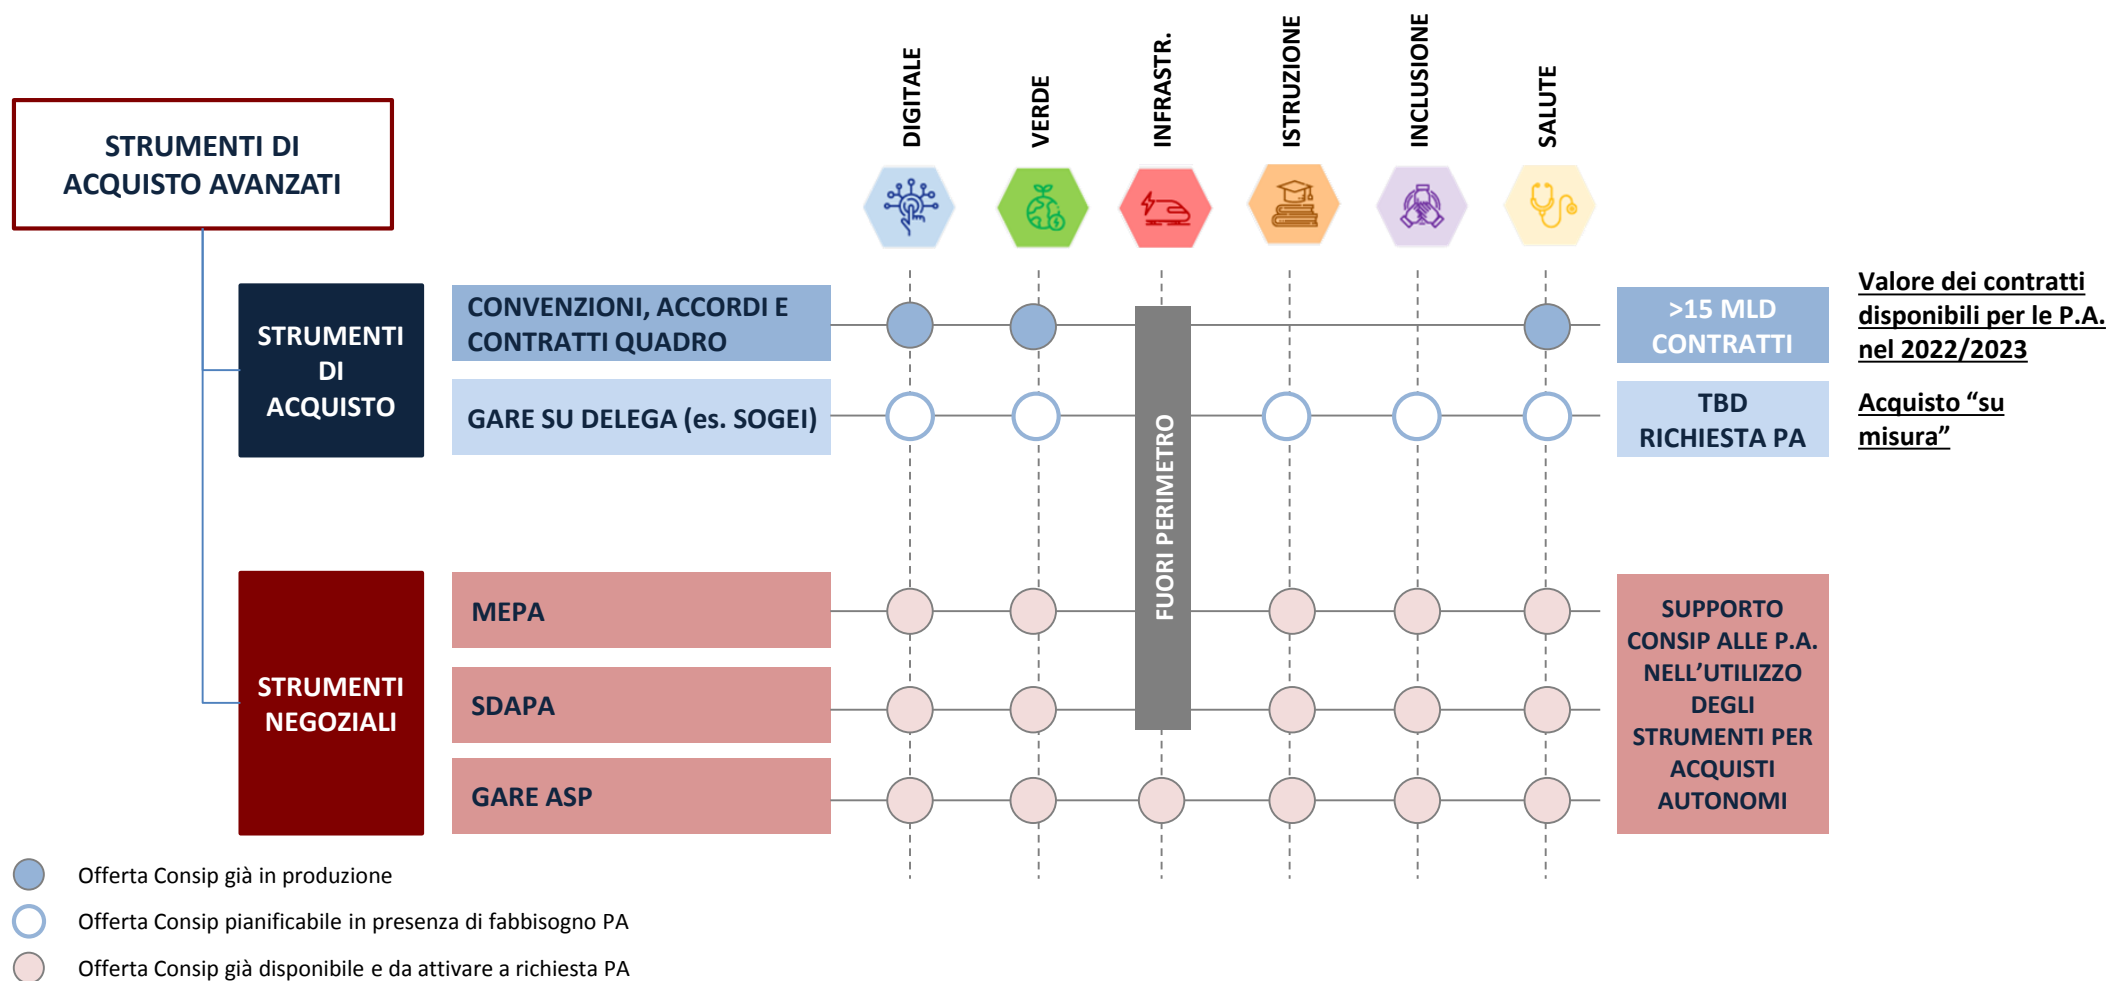 DIGITALE
VERDE
INFRASTR.
ISTRUZIONE
INCLUSIONE
SALUTE
STRUMENTI DI
ACQUISTO AVANZATI
STRUMENTI
DI
ACQUISTO
CONVENZIONI, ACCORDI E
CONTRATTI QUADRO
>15 MLD
CONTRATTI
Valore dei contratti
disponibili per le P.A.
nel 2022/2023
GARE SU DELEGA (es. SOGEI)
TBD
RICHIESTA PA
Acquisto “su
misura”
FUORI PERIMETRO
STRUMENTI
NEGOZIALI
MEPA
SDAPA
GARE ASP
SUPPORTO
CONSIP ALLE P.A.
NELL’UTILIZZO
DEGLI
STRUMENTI PER
ACQUISTI
AUTONOMI
Offerta Consip già in produzione
Offerta Consip pianificabile in presenza di fabbisogno PA
Offerta Consip già disponibile e da attivare a richiesta PA